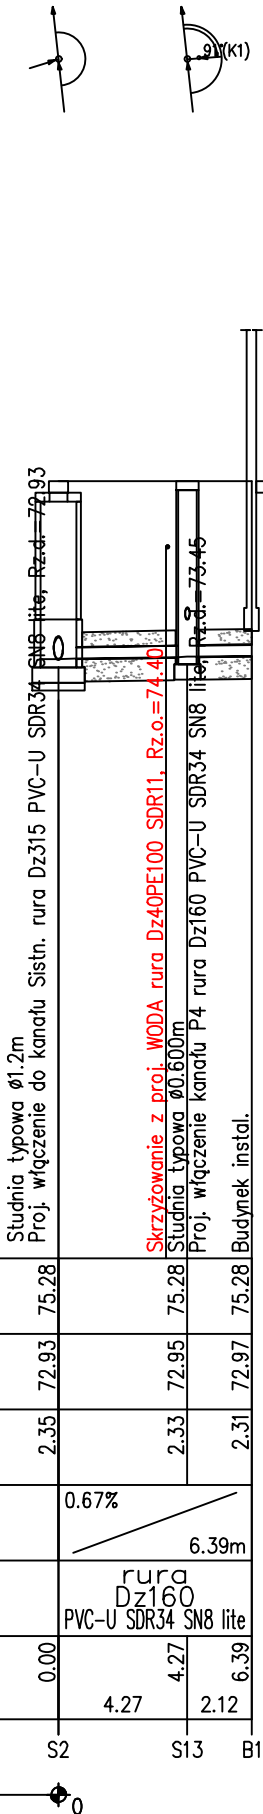 91°(K1)
Studnia typowa ø1.2m
Proj. włączenie do kanału Sistn. rura Dz315 PVC-U SDR34 SN8 lite, Rz.d.=72.93
Skrzyżowanie z proj. WODA rura Dz40PE100 SDR11, Rz.o.=74.40
Studnia typowa ø0.600m
Proj. włączenie kanału P4 rura Dz160 PVC-U SDR34 SN8 lite, Rz.d.=73.45
Budynek instal.
75.28 75.28 75.28
72.93 72.95 72.97
2.35 2.33 2.31
0.67%
6.39m
rura
Dz160
PVC-U SDR34 SN8 lite
0.00 4.27 6.39
4.27 2.12
S2 S13 B1
0